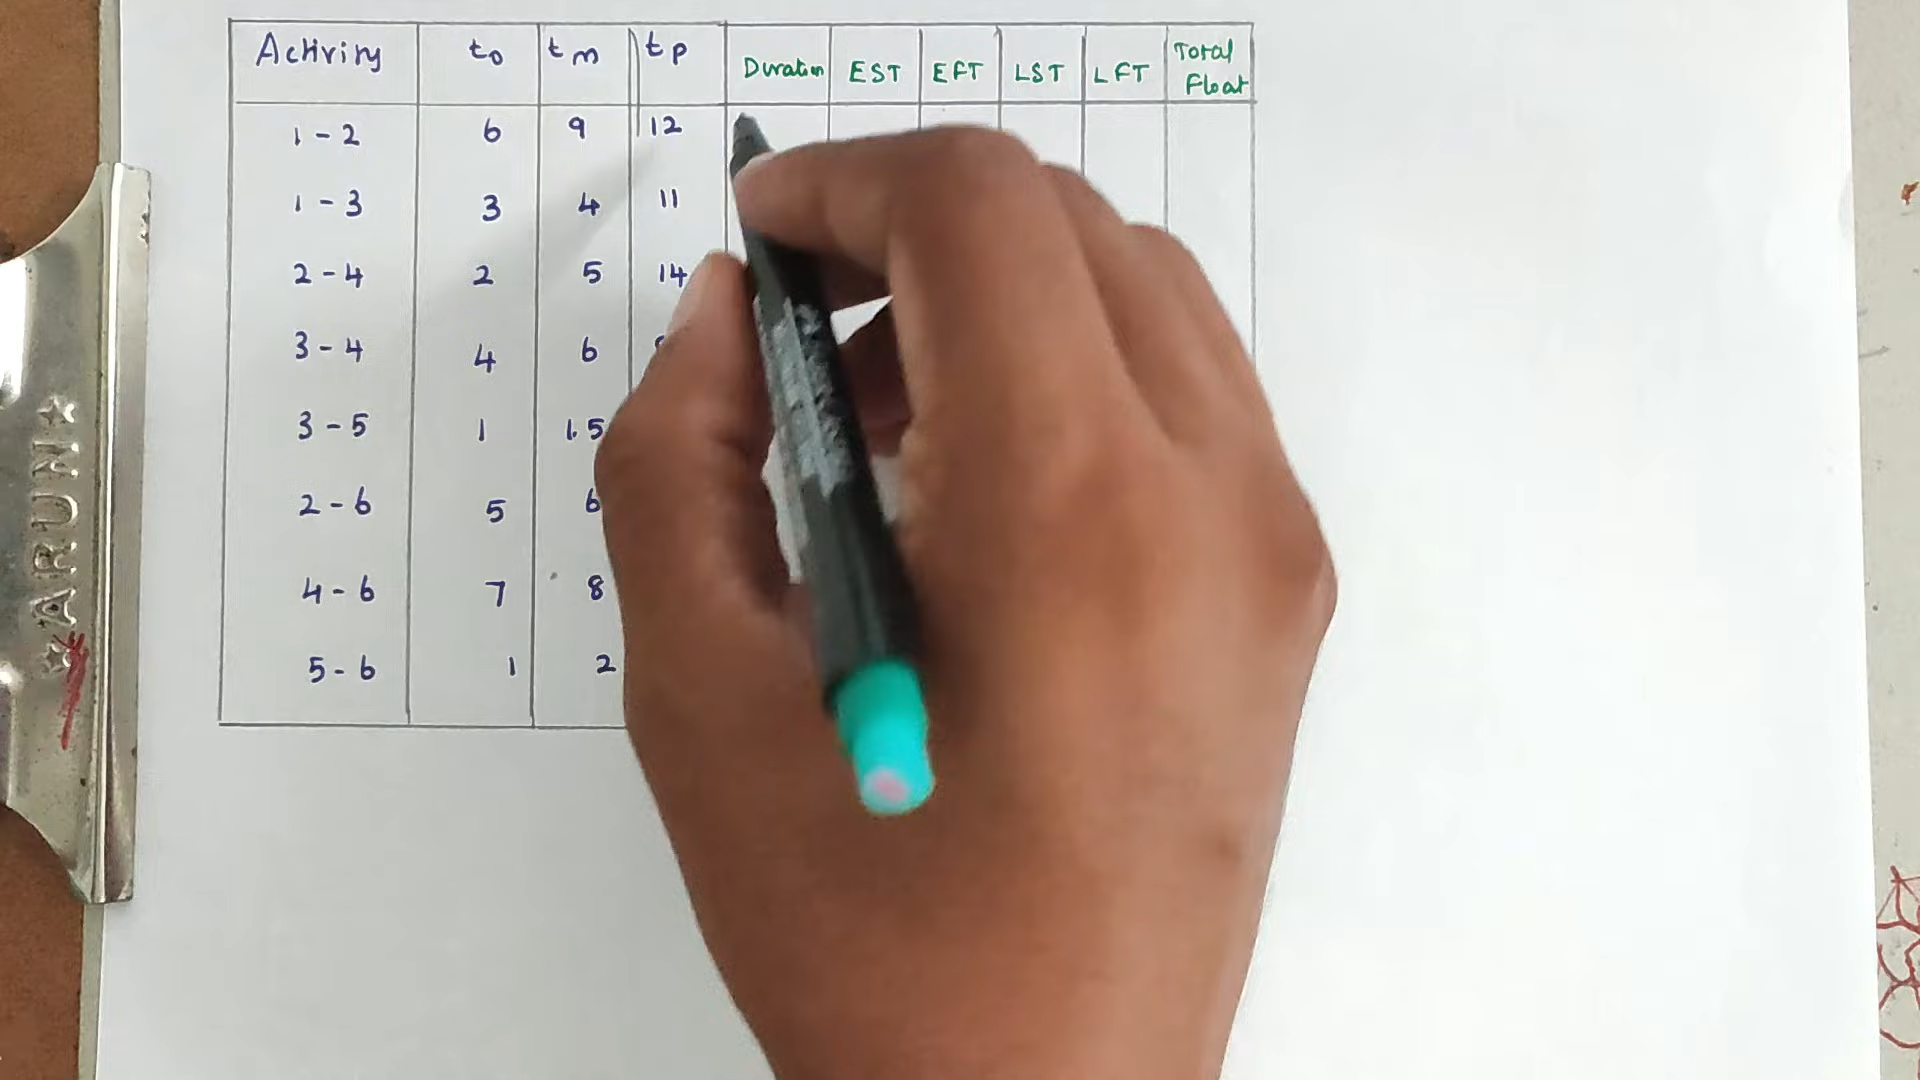 Activity to tm tp Duration EST EFT LST LFT Total Float
1-2 6 9 12
1-3 3 4 11
2-4 2 5 14
3-4 4 6
3-5 1 1.5
2-6 5 6
4-6 7 8
5-6 1 2
ARUN